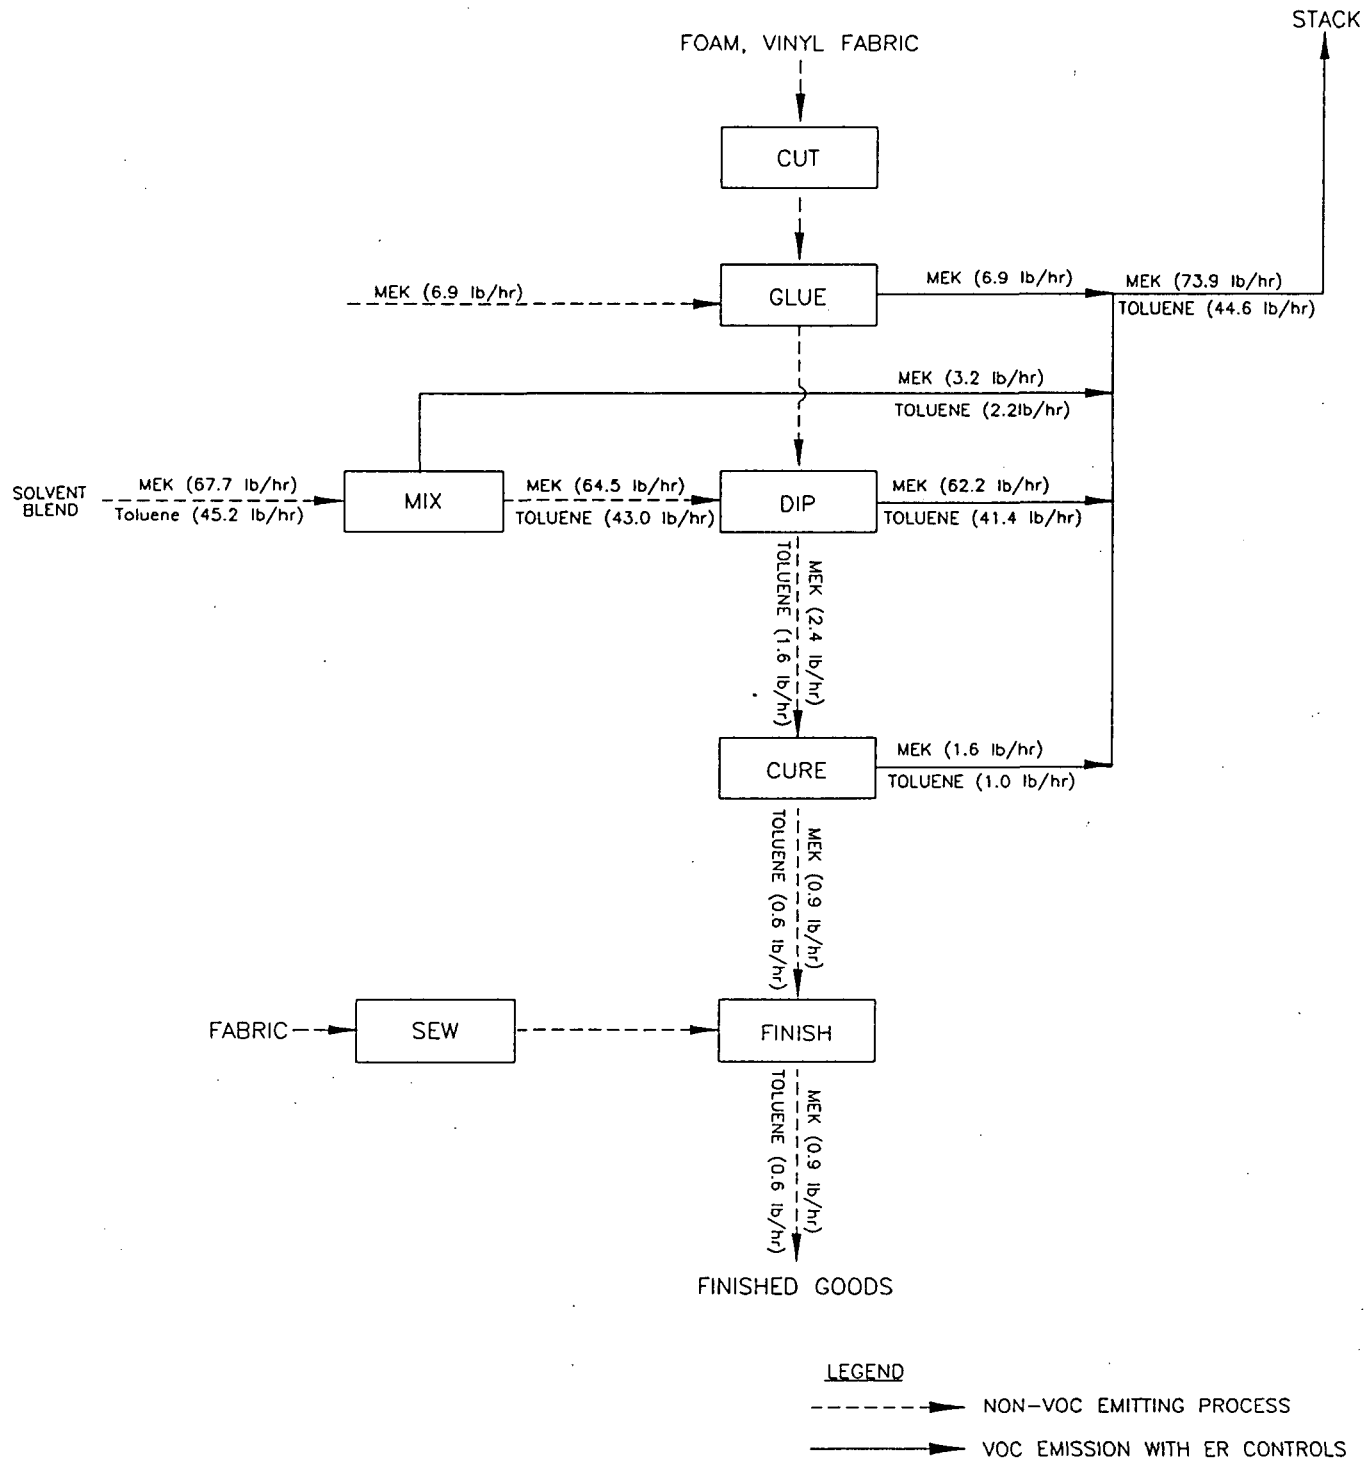 STACK
FOAM, VINYL FABRIC
CUT
MEK (6.9 lb/hr)
GLUE
MEK (6.9 lb/hr)
MEK (73.9 lb/hr)
TOLUENE (44.6 lb/hr)
MEK (3.2 lb/hr)
TOLUENE (2.2lb/hr)
SOLVENT
BLEND
MEK (67.7 lb/hr)
Toluene (45.2 lb/hr)
MIX
MEK (64.5 lb/hr)
TOLUENE (43.0 lb/hr)
DIP
MEK (62.2 lb/hr)
TOLUENE (41.4 lb/hr)
MEK (2.4 lb/hr)
TOLUENE (1.6 lb/hr)
CURE
MEK (1.6 lb/hr)
TOLUENE (1.0 lb/hr)
MEK (0.9 lb/hr)
TOLUENE (0.6 lb/hr)
FABRIC
SEW
FINISH
MEK (0.9 lb/hr)
TOLUENE (0.6 lb/hr)
FINISHED GOODS
LEGEND
NON-VOC EMITTING PROCESS
VOC EMISSION WITH ER CONTROLS